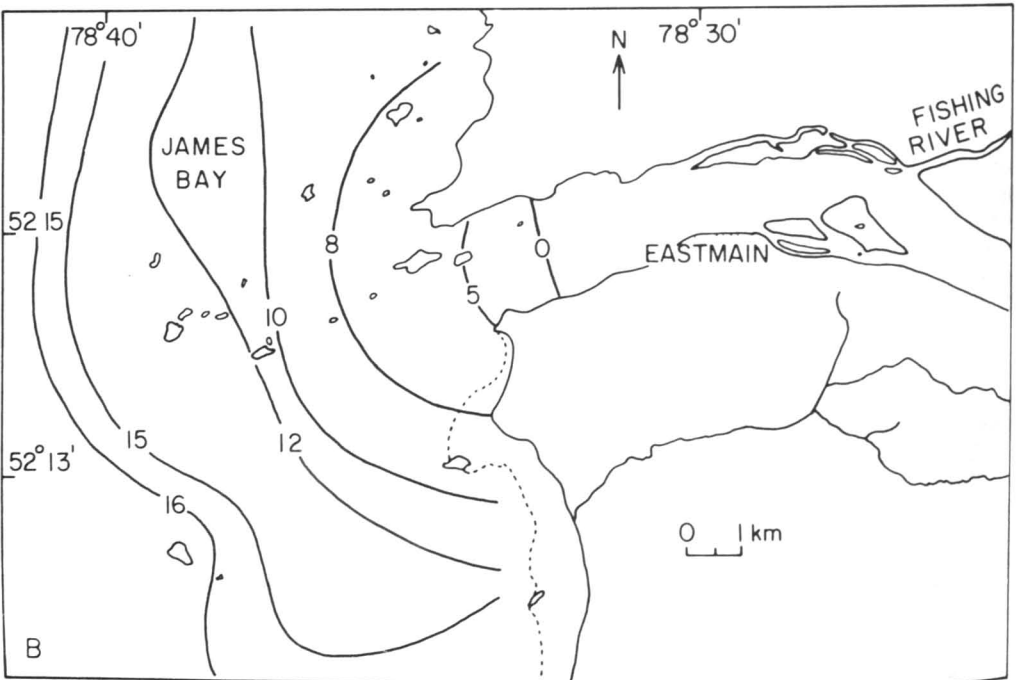 78°40'
78°30'
N
FISHING
RIVER
JAMES
BAY
52 15
8
0
EASTMAIN
5
10
15
12
52°13'
16
0 1 km
B